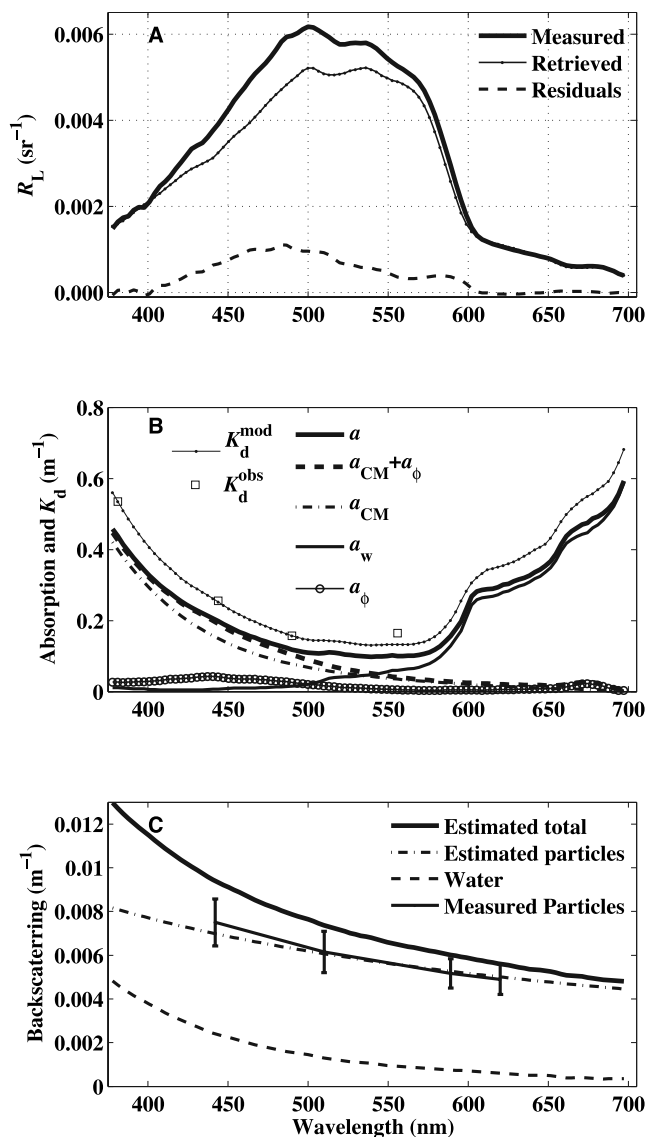 A
Measured
Retrieved
Residuals
0.006
0.004
0.002
0.000
R_L (sr⁻¹)
400 450 500 550 600 650 700
B
K_d^mod
K_d^obs
a
a_CM+a_ϕ
a_CM
a_w
a_ϕ
0.8
0.6
0.4
0.2
0
Absorption and K_d (m⁻¹)
400 450 500 550 600 650 700
C
Estimated total
Estimated particles
Water
Measured Particles
0.012
0.01
0.008
0.006
0.004
0.002
0
Backscaterring (m⁻¹)
400 450 500 550 600 650 700
Wavelength (nm)